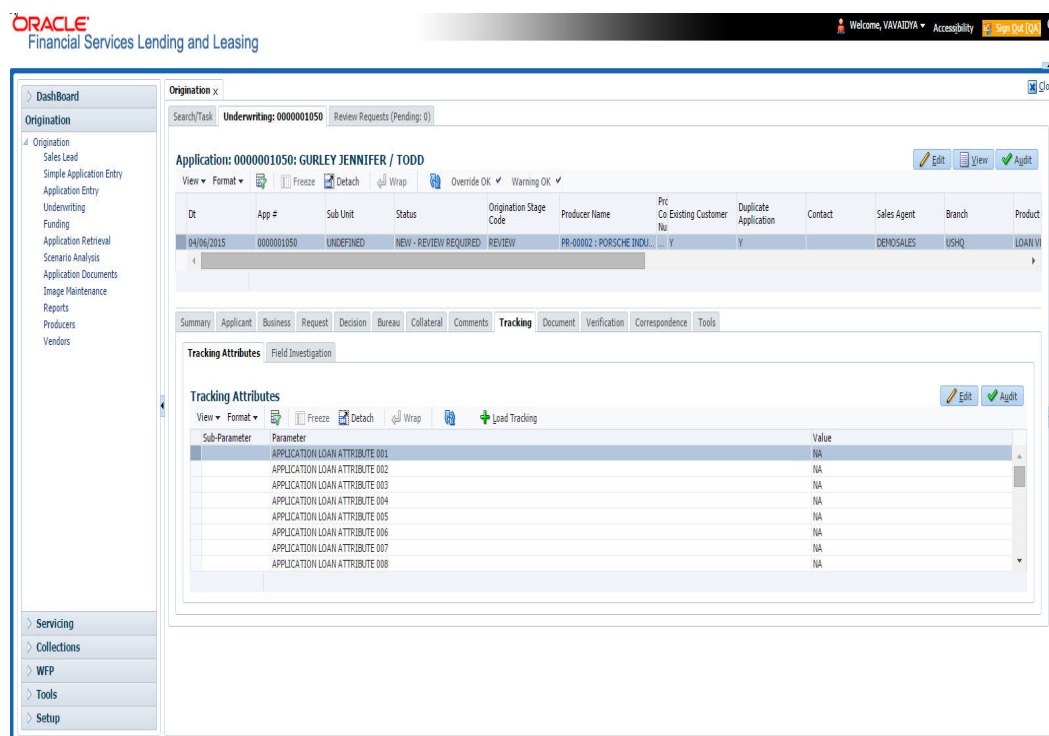 ORACLE
Financial Services Lending and Leasing
Welcome, VAVAIDYA Accessibility Sign Out [QA]
DashBoard
Origination
Origination
Sales Lead
Simple Application Entry
Application Entry
Underwriting
Funding
Application Retrieval
Scenario Analysis
Application Documents
Image Maintenance
Reports
Producers
Vendors
Servicing
Collections
WFP
Tools
Setup
Origination x
Clo
Search/Task Underwriting: 0000001050 Review Requests (Pending: 0)
Application: 0000001050: GURLEY JENNIFER / TODD
Edit View Audit
View Format Freeze Detach Wrap Override OK Warning OK
Dt App # Sub Unit Status Origination Stage Code Producer Name Prc Co Nu Existing Customer Duplicate Application Contact Sales Agent Branch Product
04/06/2015 0000001050 UNDEFINED NEW - REVIEW REQUIRED REVIEW PR-00002 : PORSCHE INDU... ... Y Y DEMOSALES USHQ LOAN VE
Summary Applicant Business Request Decision Bureau Collateral Comments Tracking Document Verification Correspondence Tools
Tracking Attributes Field Investigation
Tracking Attributes
Edit Audit
View Format Freeze Detach Wrap Load Tracking
Sub-Parameter Parameter Value
APPLICATION LOAN ATTRIBUTE 001 NA
APPLICATION LOAN ATTRIBUTE 002 NA
APPLICATION LOAN ATTRIBUTE 003 NA
APPLICATION LOAN ATTRIBUTE 004 NA
APPLICATION LOAN ATTRIBUTE 005 NA
APPLICATION LOAN ATTRIBUTE 006 NA
APPLICATION LOAN ATTRIBUTE 007 NA
APPLICATION LOAN ATTRIBUTE 008 NA